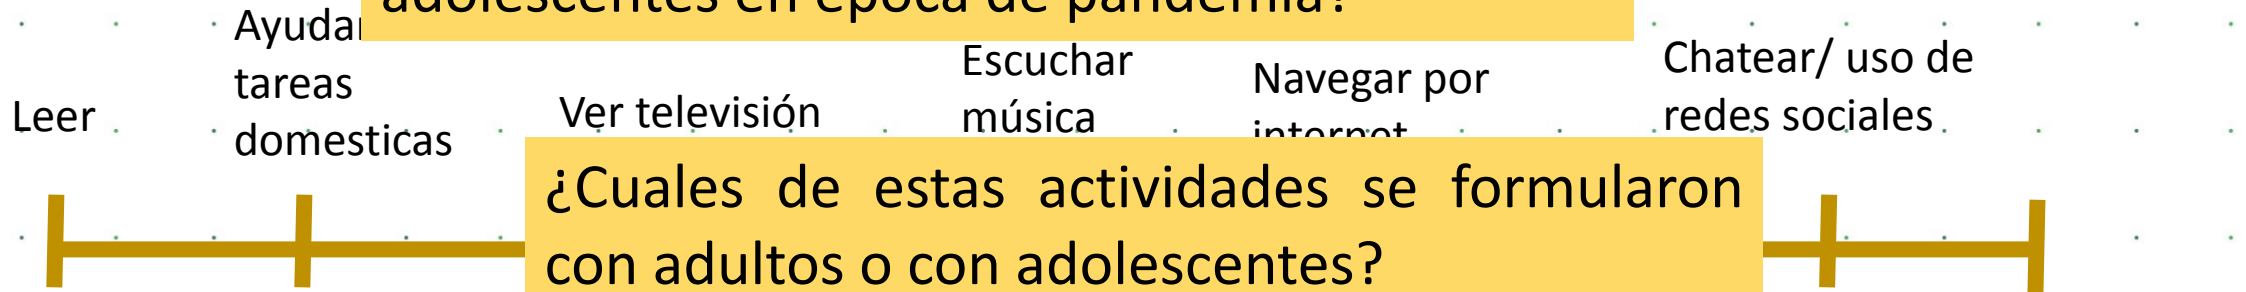 adolescentes en época de pandemia?
Leer
tareas
domesticas
Ver televisión
Escuchar
música
Navegar por
internet
Chatear/ uso de
redes sociales
¿Cuales de estas actividades se formularon
con adultos o con adolescentes?